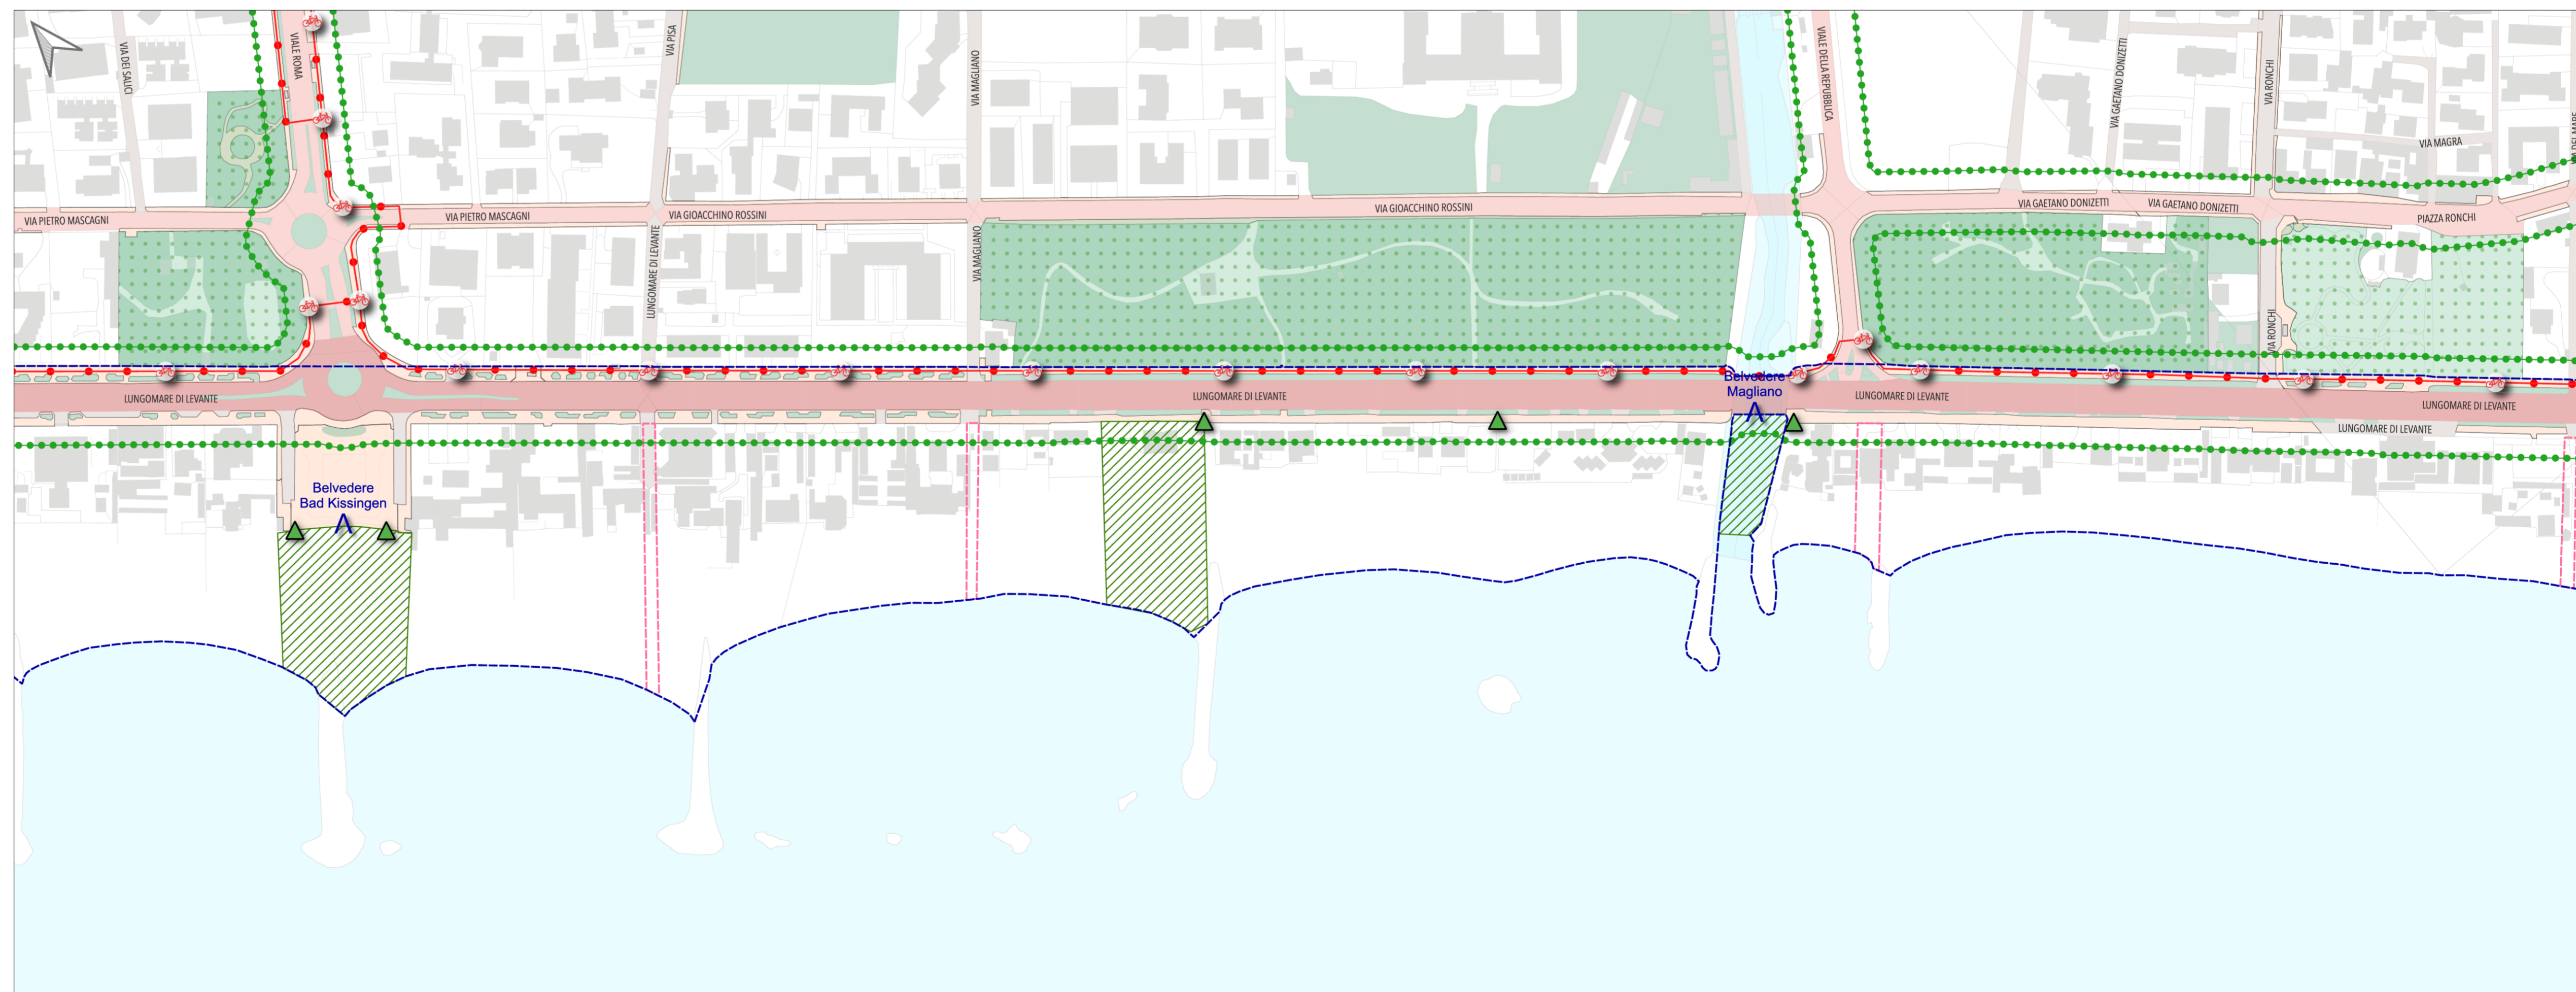 VIA DEI SALICI
VIALE ROMA
VIA PISA
VIA MAGLIANO
VIALE DELLA REPUBBLICA
VIA GAETANO DONIZETTI
VIA RONCHI
VIA MAGRA
VIA PIETRO MASCAGNI
VIA PIETRO MASCAGNI
VIA GIOACCHINO ROSSINI
VIA GIOACCHINO ROSSINI
VIA GAETANO DONIZETTI
VIA GAETANO DONIZETTI
PIAZZA RONCHI
LUNGOMARE DI LEVANTE
VIA MAGLIANO
VIA RONCHI
Belvedere
Magliano
LUNGOMARE DI LEVANTE
LUNGOMARE DI LEVANTE
LUNGOMARE DI LEVANTE
LUNGOMARE DI LEVANTE
LUNGOMARE DI LEVANTE
Belvedere
Bad Kissingen